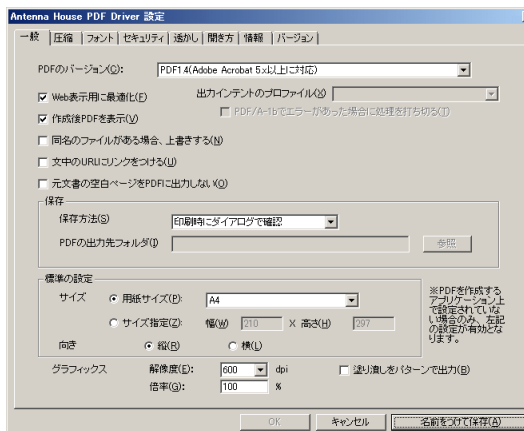 Antenna House PDF Driver 設定
一般 圧縮 フォント セキュリティ 透かし 開き方 情報 バージョン
PDFのバージョン(C): PDF1.4(Adobe Acrobat 5.x以上に対応)
Web表示用に最適化(F) 出力インテントのプロファイル(X)
PDF/A-1bでエラーがあった場合に処理を打ち切る(T)
作成後PDFを表示(V)
同名のファイルがある場合、上書きする(N)
文中のURLにリンクをつける(U)
元文書の空白ページをPDFに出力しない(O)
保存
保存方法(S) 印刷時にダイアログで確認
PDFの出力先フォルダ(I) 参照
標準の設定
サイズ 用紙サイズ(P): A4
サイズ指定(Z): 幅(W) 210 X 高さ(H) 297
向き 縦(R) 横(L)
※PDFを作成する
アプリケーション上
で設定されていな
い場合のみ、左記
の設定が有効とな
ります。
グラフィックス 解像度(E): 600 dpi 塗り潰しをパターンで出力(B)
倍率(G): 100 %
OK キャンセル 名前をつけて保存(A)